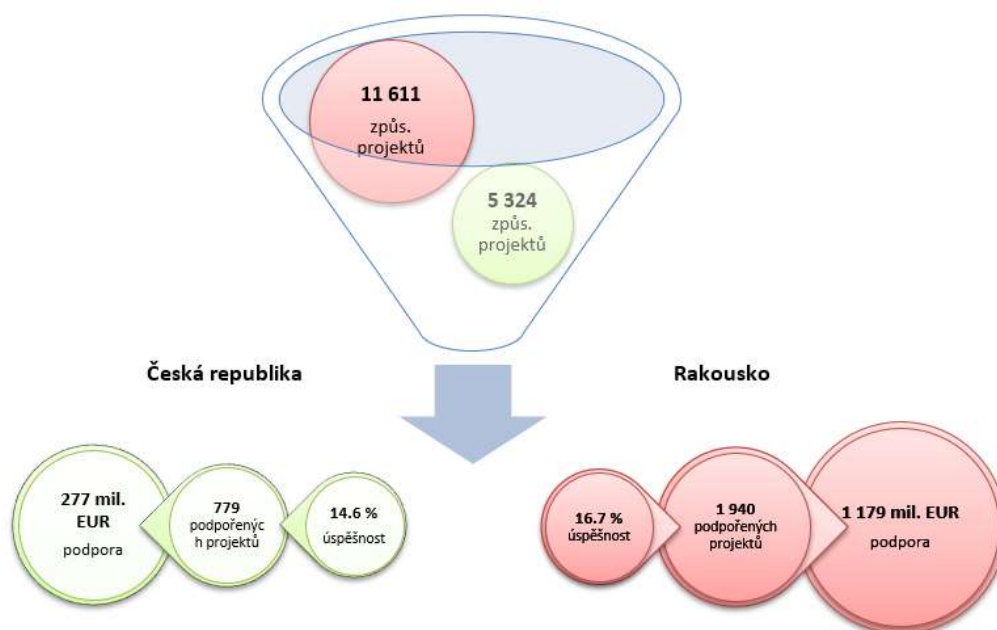 11 611
způs.
projektů
5 324
způs.
projektů
Česká republika
Rakousko
277 mil.
EUR
podpora
779
podpořenýc
h projektů
14.6 %
úspěšnost
16.7 %
úspěšnost
1 940
podpořených
projektů
1 179 mil. EUR
podpora